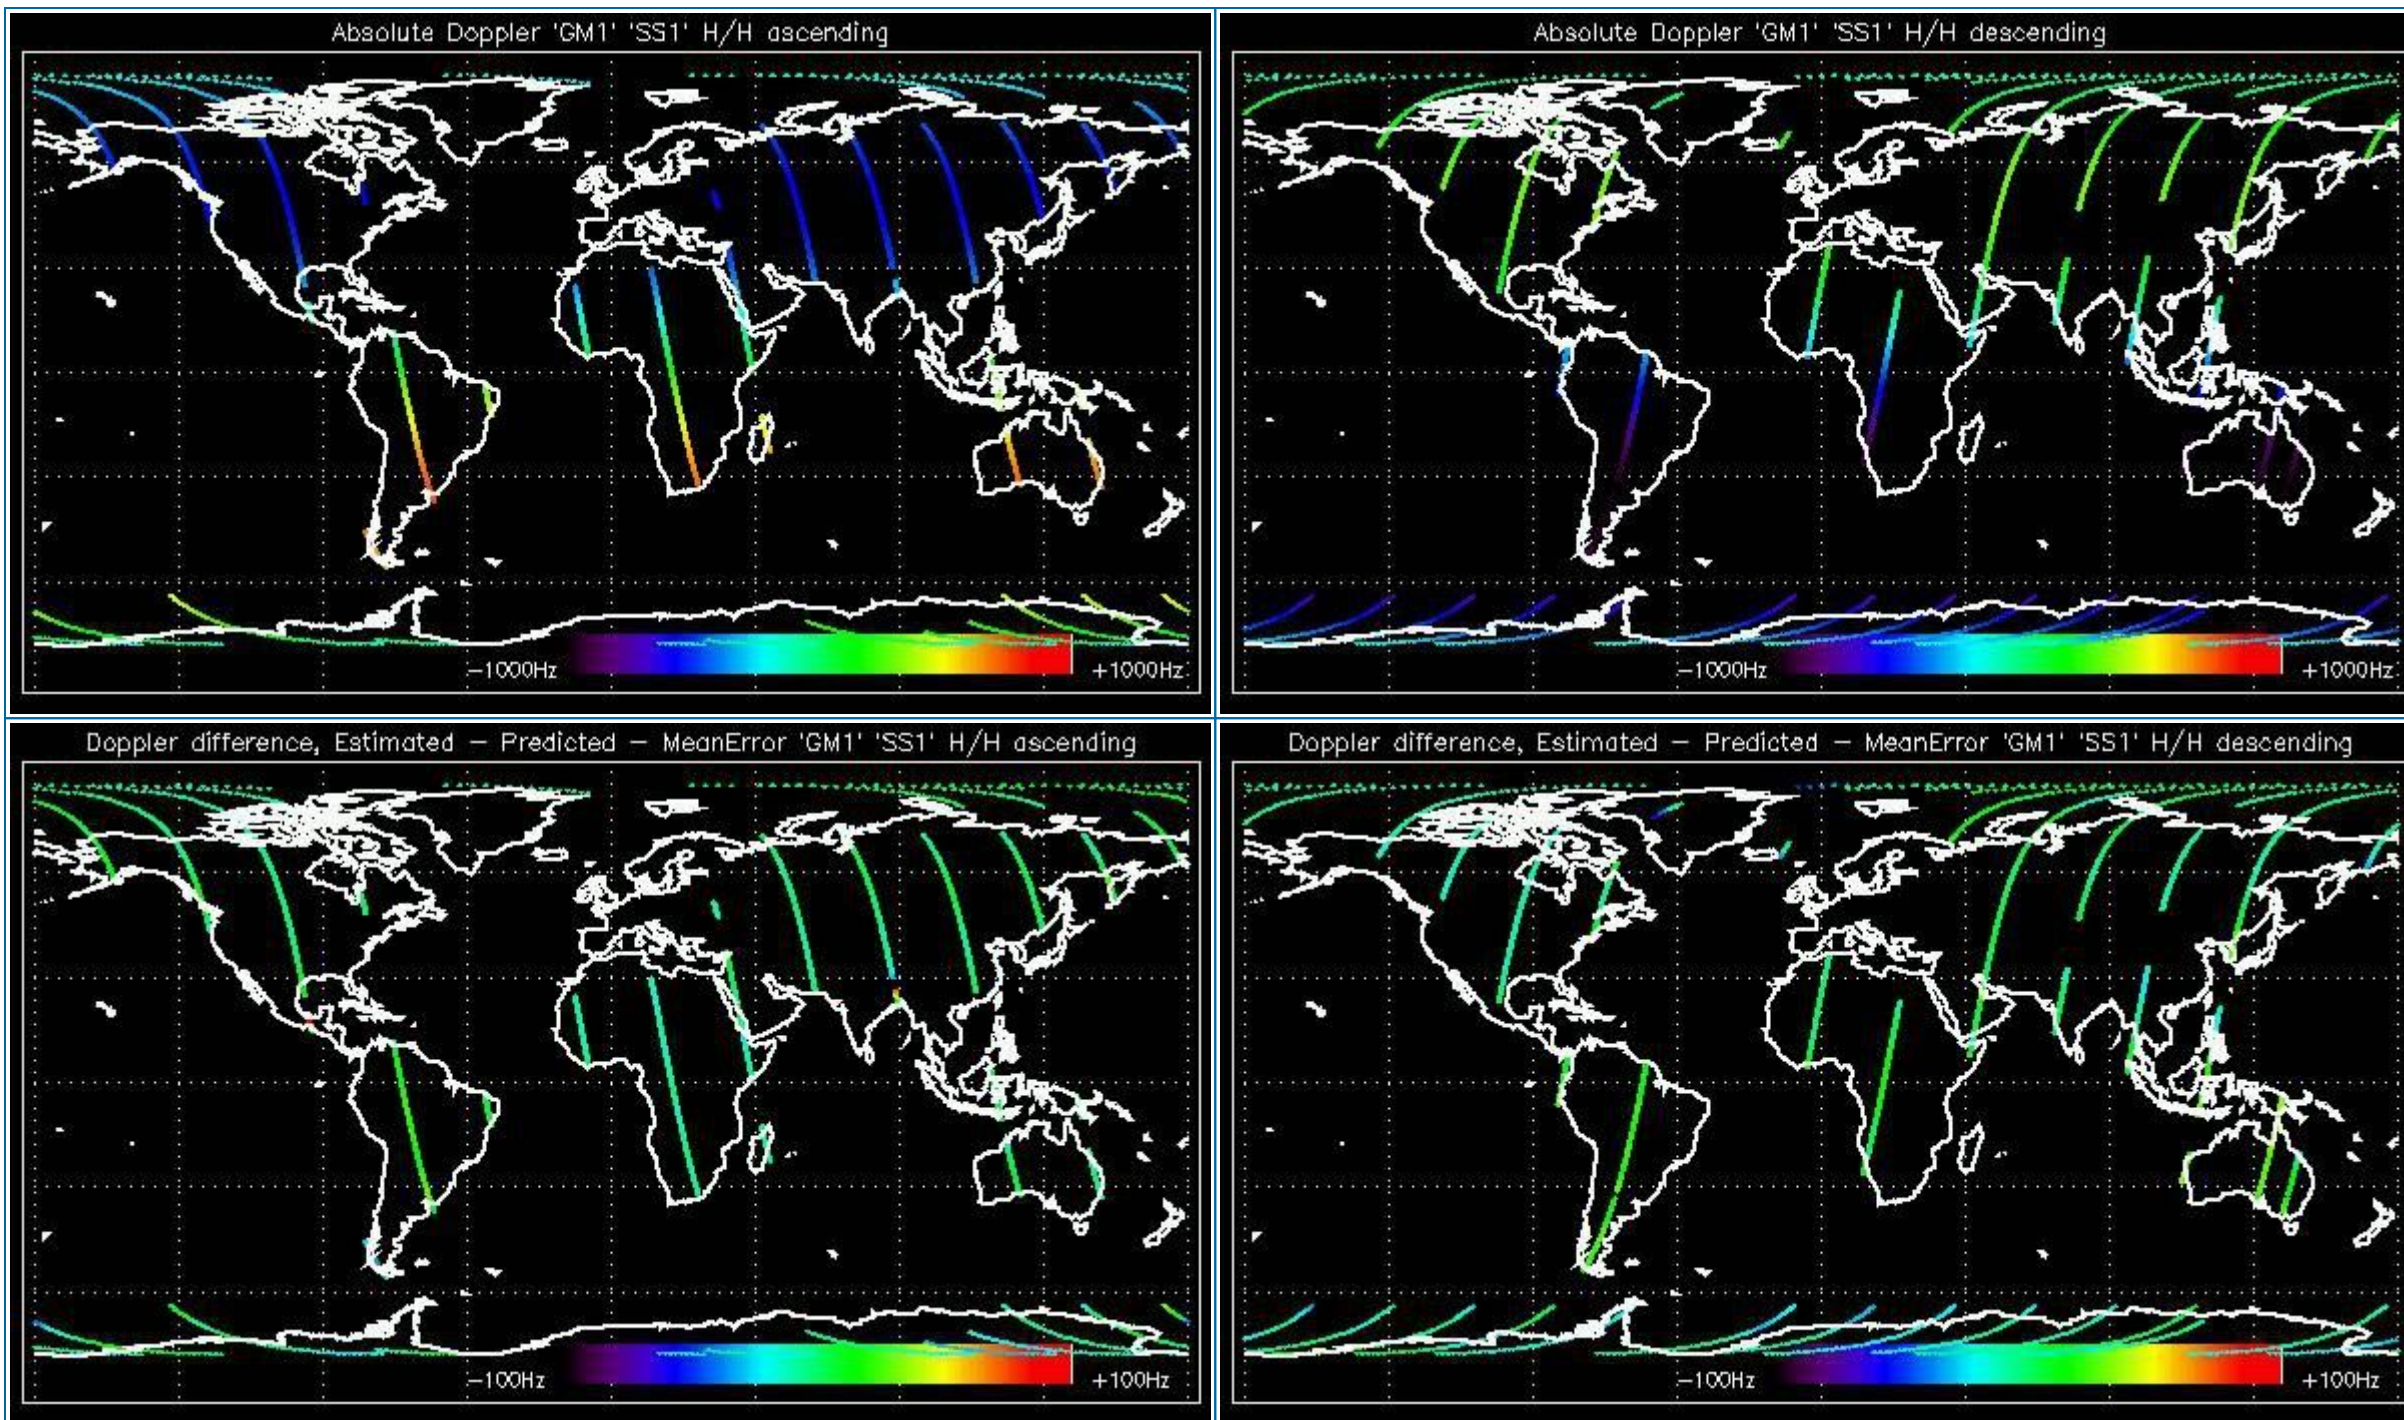 Absolute Doppler 'GM1' 'SS1' H/H ascending
-1000Hz
+1000Hz
Absolute Doppler 'GM1' 'SS1' H/H descending
-1000Hz
+1000Hz
Doppler difference, Estimated - Predicted - MeanError 'GM1' 'SS1' H/H ascending
-100Hz
+100Hz
Doppler difference, Estimated - Predicted - MeanError 'GM1' 'SS1' H/H descending
-100Hz
+100Hz